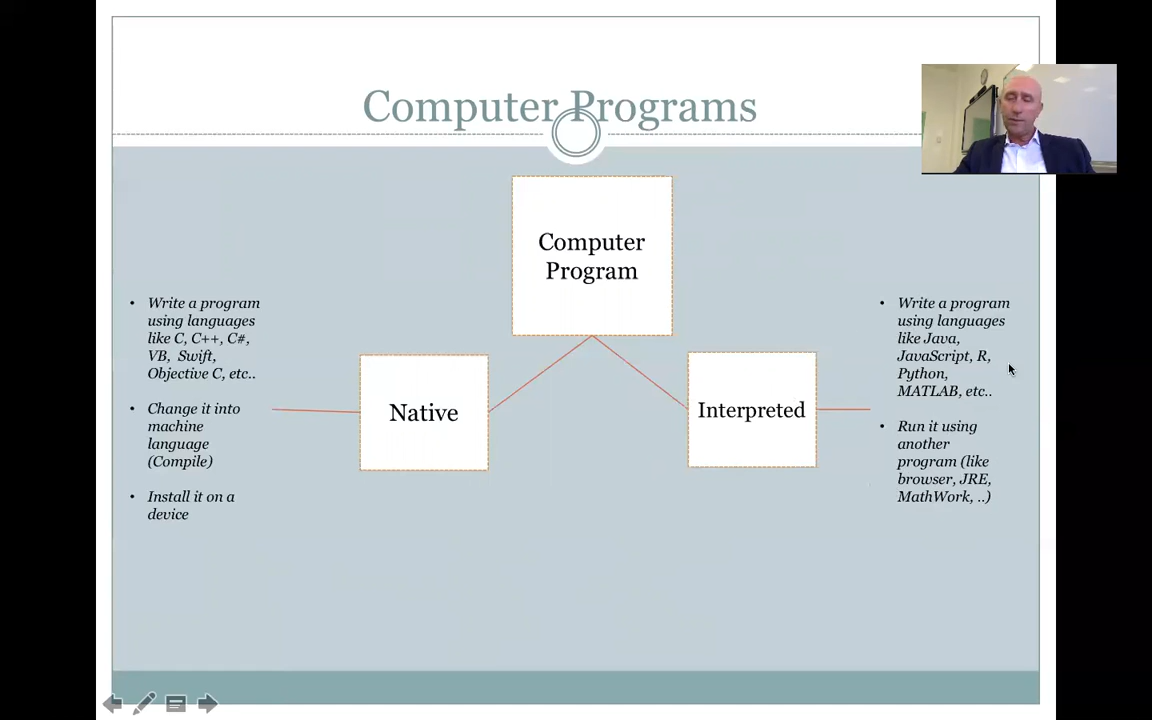 Computer Programs
Computer
Program
• Write a program
using languages
like C, C++, C#,
VB, Swift,
Objective C, etc..
• Change it into
machine
language
(Compile)
• Install it on a
device
Native
Interpreted
• Write a program
using languages
like Java,
JavaScript, R,
Python,
MATLAB, etc..
• Run it using
another
program (like
browser, JRE,
MathWork, ..)